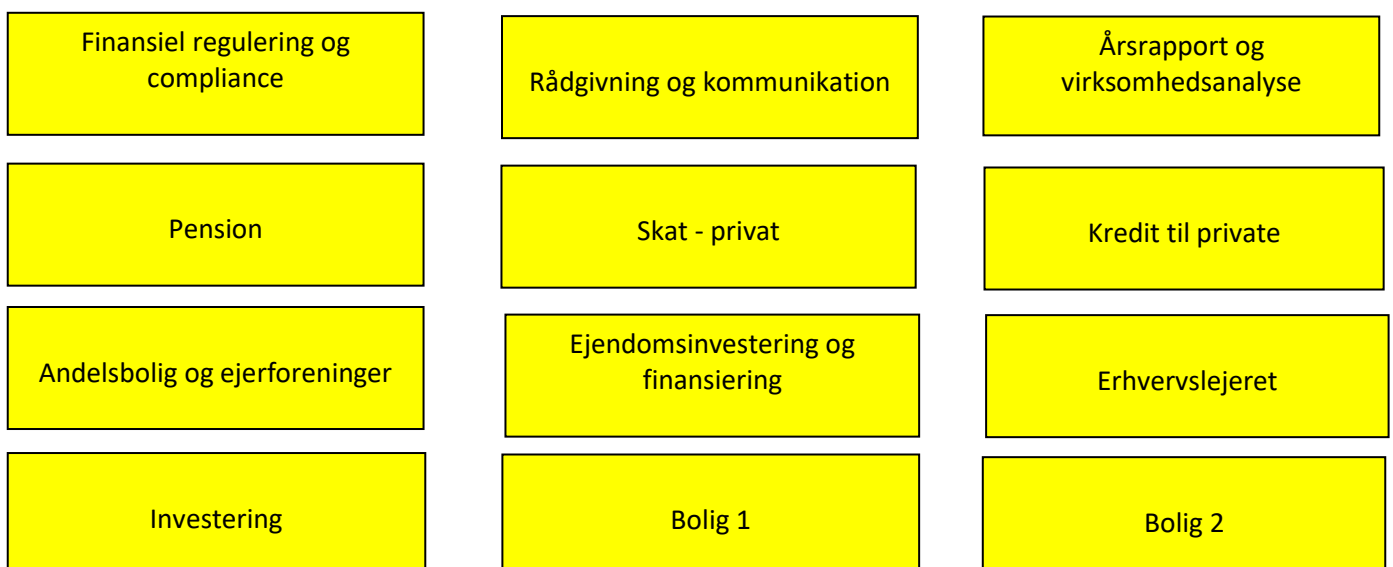 Finansiel regulering og
compliance
Rådgivning og kommunikation
Årsrapport og
virksomhedsanalyse
Pension
Skat - privat
Kredit til private
Andelsbolig og ejerforeninger
Ejendomsinvestering og
finansiering
Erhvervslejeret
Investering
Bolig 1
Bolig 2